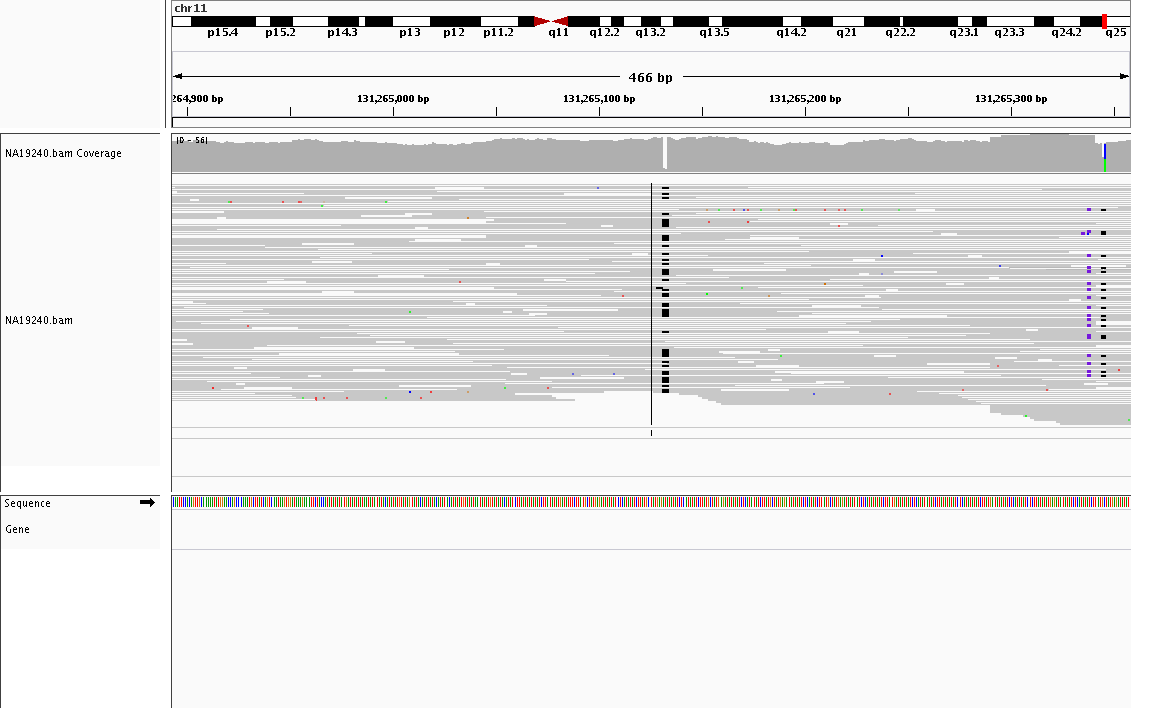 chr11
p15.4 p15.2 p14.3 p13 p12 p11.2 q11 q12.2 q13.2 q13.5 q14.2 q21 q22.2 q23.1 q23.3 q24.2 q25
466 bp
264,900 bp 131,265,000 bp 131,265,100 bp 131,265,200 bp 131,265,300 bp
[0 - 56]
NA19240.bam Coverage
NA19240.bam
Sequence
Gene